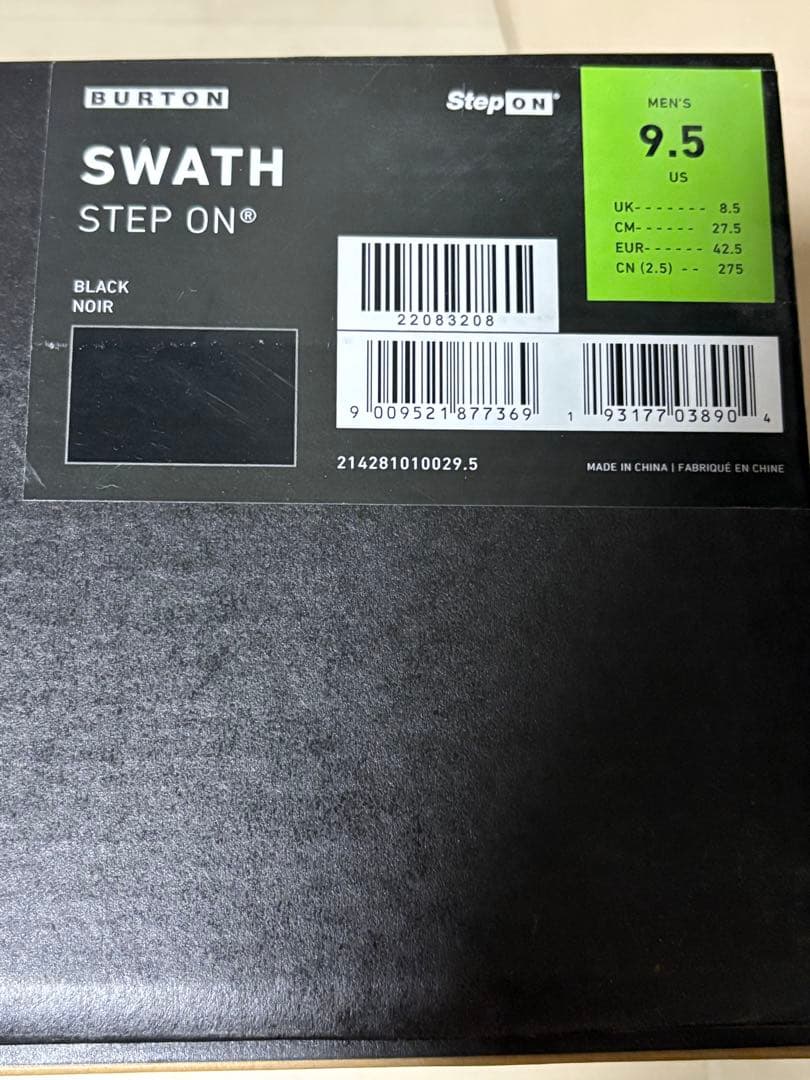 BURTON
StepON®
SWATH
STEP ON®
MEN'S
9.5
US
UK------- 8.5
CM------ 27.5
EUR------ 42.5
CN (2.5) -- 275
BLACK
NOIR
22083208
9 009521 877369
1 93177 03890 4
214281010029.5
MADE IN CHINA | FABRIQUÉ EN CHINE